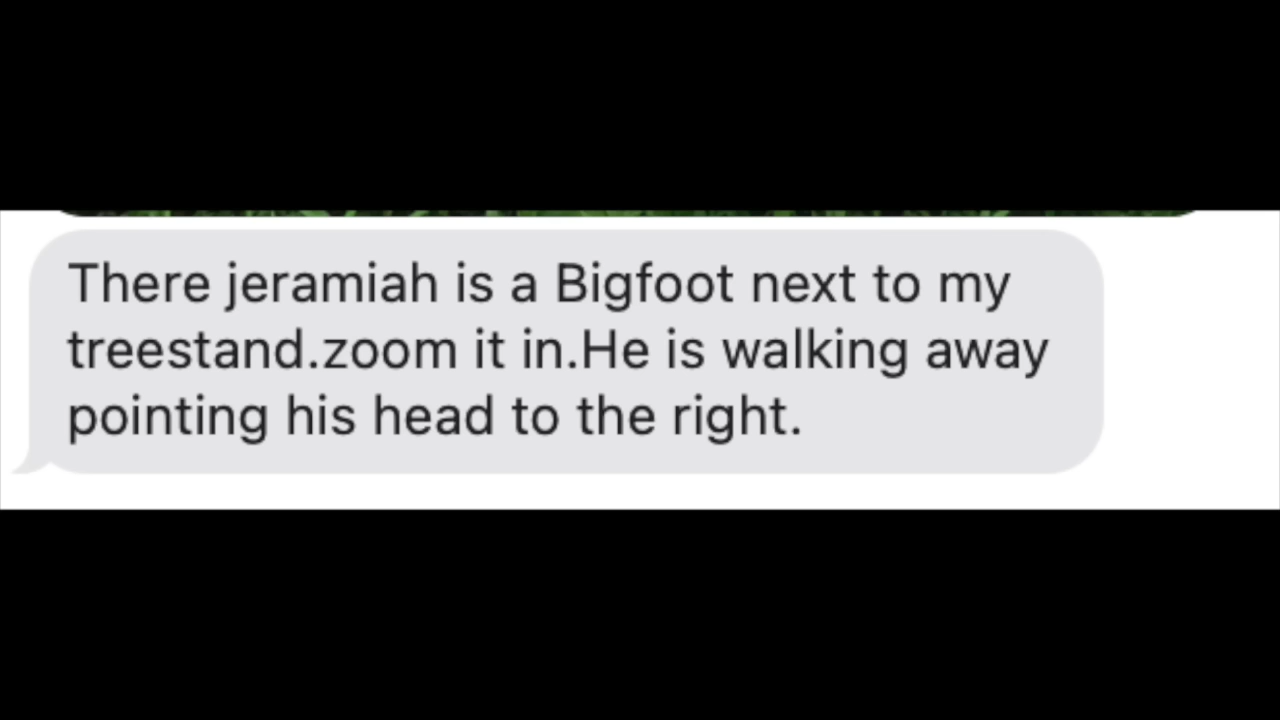 There jeramiah is a Bigfoot next to my
treestand.zoom it in.He is walking away
pointing his head to the right.